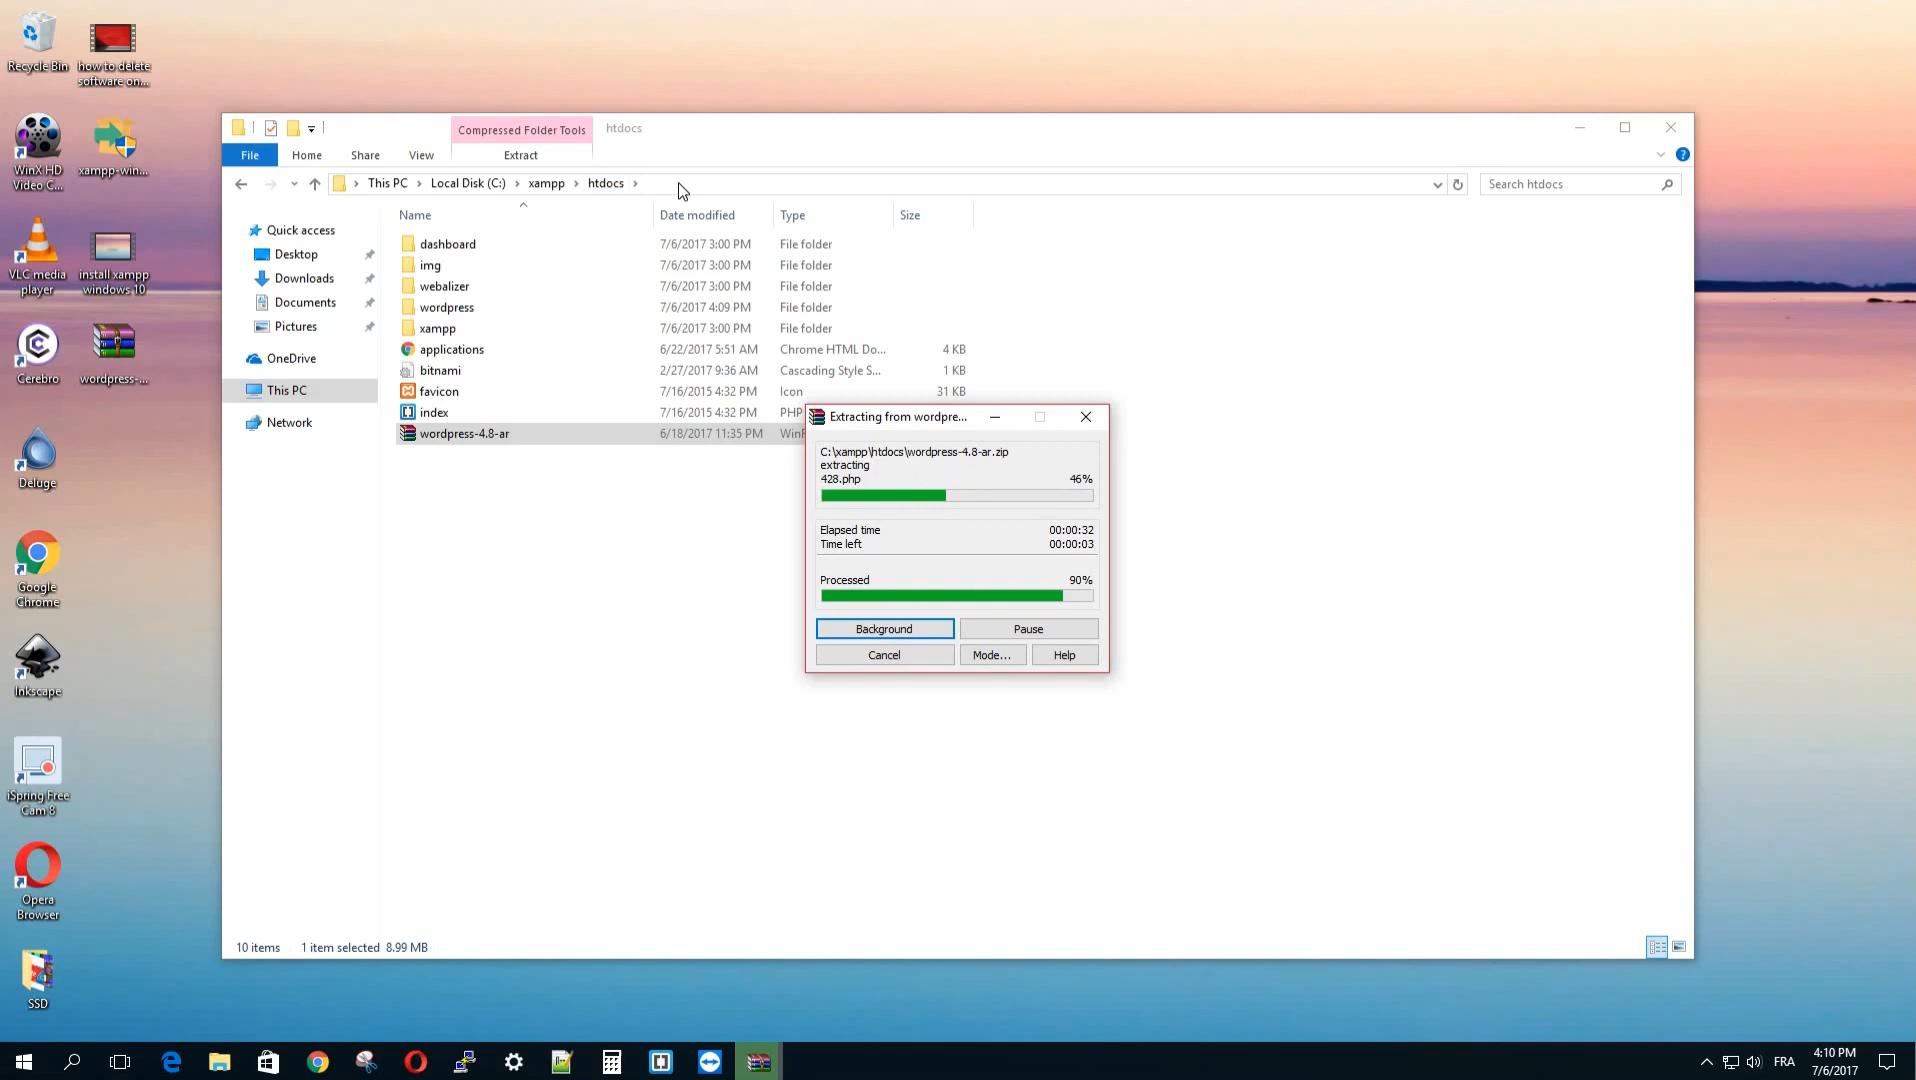 Recycle Bin
how to delete
software on...
WinX HD
Video C...
xampp-win...
VLC media
player
install xampp
windows 10
Cerebro
wordpress-...
Deluge
Google
Chrome
Inkscape
iSpring Free
Cam 8
Opera
Browser
SSD
Compressed Folder Tools
htdocs
File
Home
Share
View
Extract
This PC
Local Disk (C:)
xampp
htdocs
Search htdocs
Quick access
Desktop
Downloads
Documents
Pictures
OneDrive
This PC
Network
Name Date modified Type Size
dashboard 7/6/2017 3:00 PM File folder
img 7/6/2017 3:00 PM File folder
webalizer 7/6/2017 3:00 PM File folder
wordpress 7/6/2017 4:09 PM File folder
xampp 7/6/2017 3:00 PM File folder
applications 6/22/2017 5:51 AM Chrome HTML Do... 4 KB
bitnami 2/27/2017 9:36 AM Cascading Style S... 1 KB
favicon 7/16/2015 4:32 PM Icon 31 KB
index 7/16/2015 4:32 PM PHP
wordpress-4.8-ar 6/18/2017 11:35 PM
Extracting from wordpre...
C:\xampp\htdocs\wordpress-4.8-ar.zip
extracting
428.php 46%
Elapsed time 00:00:32
Time left 00:00:03
Processed 90%
Background
Pause
Cancel
Mode...
Help
10 items 1 item selected 8.99 MB
FRA
4:10 PM
7/6/2017